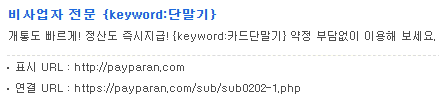 비사업자 전문 {keyword:단말기}
개통도 빠르게! 정산도 즉시지급! {keyword:카드단말기} 약정 부담없이 이용해 보세요.
· 표시 URL : http://payparan.com
· 연결 URL : https://payparan.com/sub/sub0202-1.php